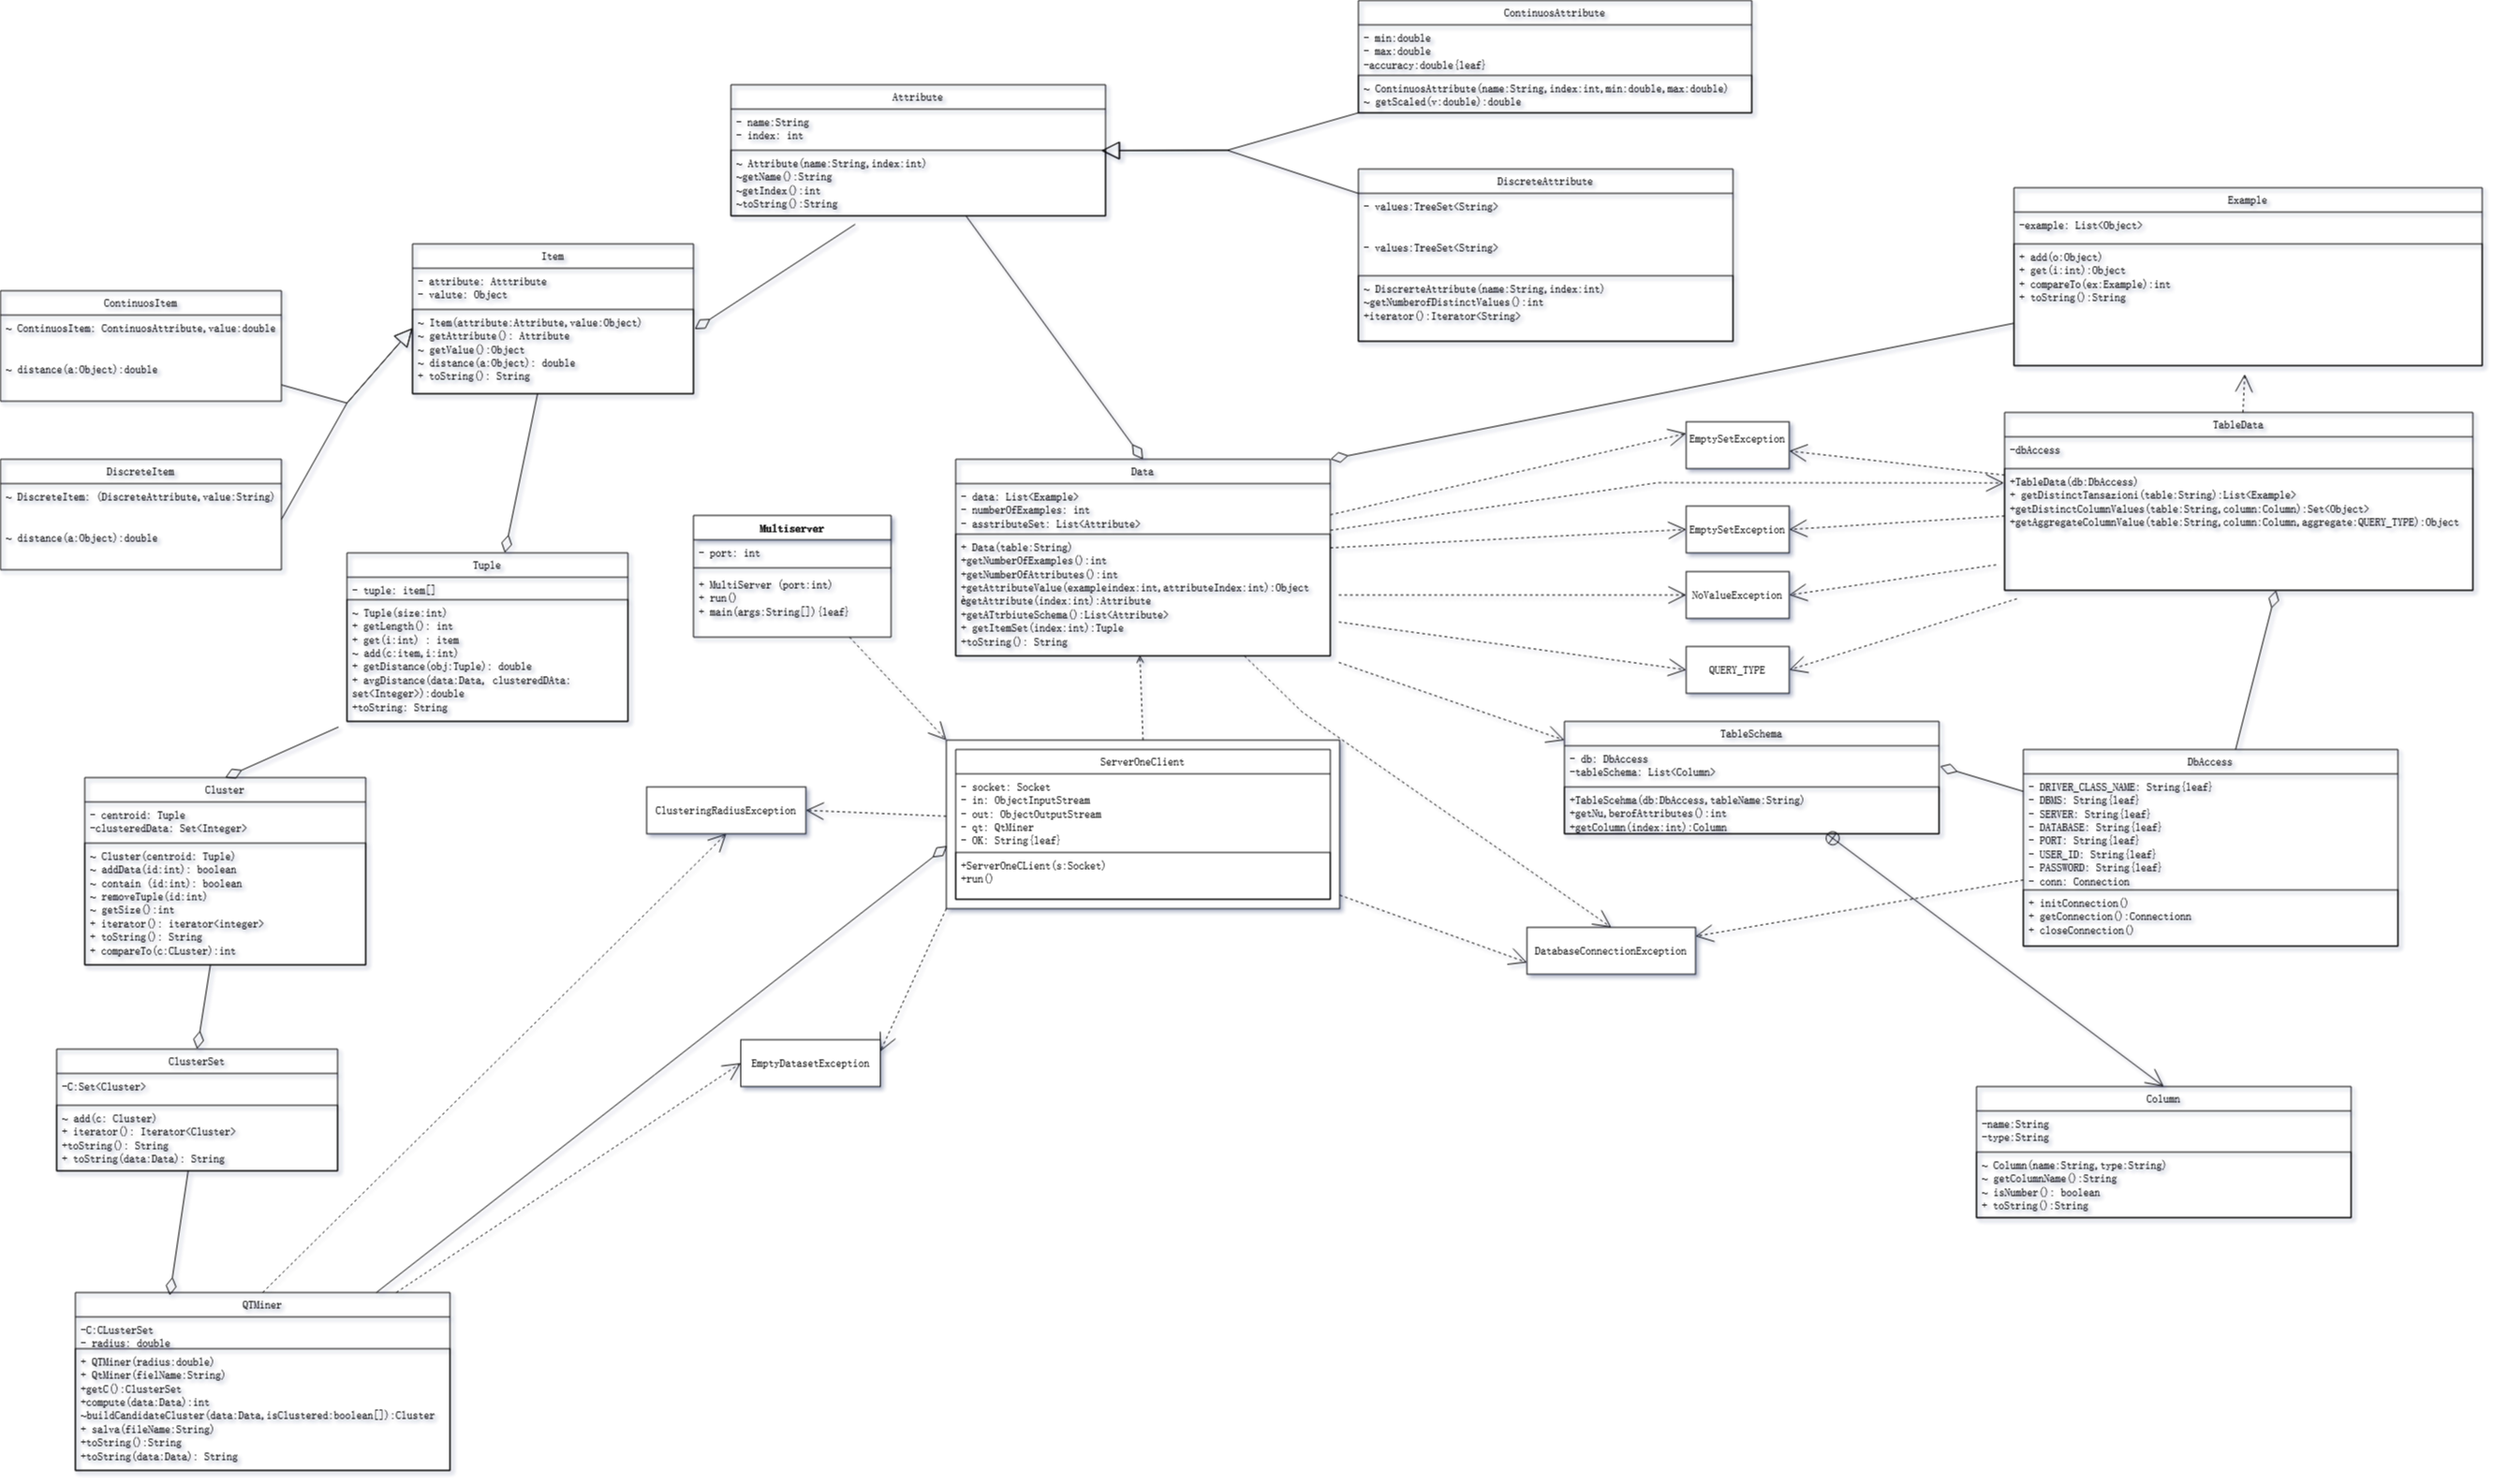 ContinuosAttribute
- min:double
- max:double
-accuracy:double{leaf}
~ ContinuosAttribute(name:String,index:int,min:double,max:double)
~ getScaled(v:double):double
Attribute
- name:String
- index: int
~ Attribute(name:String,index:int)
~getName():String
~getIndex():int
~toString():String
DiscreteAttribute
- values:TreeSet<String>
- values:TreeSet<String>
~ DiscrerteAttribute(name:String,index:int)
~getNumberofDistinctValues():int
+iterator():Iterator<String>
Example
-example: List<Object>
+ add(o:Object)
+ get(i:int):Object
+ compareTo(ex:Example):int
+ toString():String
Item
- attribute: Atttribute
- valute: Object
~ Item(attribute:Attribute,value:Object)
~ getAttribute(): Attribute
~ getValue():Object
~ distance(a:Object): double
+ toString(): String
ContinuosItem
~ ContinuosItem: ContinuosAttribute,value:double
~ distance(a:Object):double
DiscreteItem
~ DiscreteItem: (DiscreteAttribute,value:String)
~ distance(a:Object):double
Tuple
- tuple: item[]
~ Tuple(size:int)
+ getLength(): int
+ get(i:int) : item
~ add(c:item,i:int)
+ getDistance(obj:Tuple): double
+ avgDistance(data:Data, clusteredDAta:
set<Integer>):double
+toString: String
Multiserver
- port: int
+ MultiServer (port:int)
+ run()
+ main(args:String[]){leaf}
Data
- data: List<Example>
- numberOfExamples: int
- asstributeSet: List<Attribute>
+ Data(table:String)
+getNumberOfExamples():int
+getNumberOfAttributes():int
+getAttributeValue(exampleindex:int,attributeIndex:int):Object
ègetAttribute(index:int):Attribute
+getATrbiuteSchema():List<Attribute>
+ getItemSet(index:int):Tuple
+toString(): String
EmptySetException
EmptySetException
NoValueException
QUERY_TYPE
TableData
-dbAccess
+TableData(db:DbAccess)
+ getDistinctTansazioni(table:String):List<Example>
+getDistinctColumnValues(table:String,column:Column):Set<Object>
+getAggregateColumnValue(table:String,column:Column,aggregate:QUERY_TYPE):Object
TableSchema
- db: DbAccess
-tableSchema: List<Column>
+TableScehma(db:DbAccess,tableName:String)
+getNu,berofAttributes():int
+getColumn(index:int):Column
DbAccess
- DRIVER_CLASS_NAME: String{leaf}
- DBMS: String{leaf}
- SERVER: String{leaf}
- DATABASE: String{leaf}
- PORT: String{leaf}
- USER_ID: String{leaf}
- PASSWORD: String{leaf}
- conn: Connection
+ initConnection()
+ getConnection():Connectionn
+ closeConnection()
ServerOneClient
- socket: Socket
- in: ObjectInputStream
- out: ObjectOutputStream
- qt: QtMiner
- OK: String{leaf}
+ServerOneCLient(s:Socket)
+run()
ClusteringRadiusException
Cluster
- centroid: Tuple
-clusteredData: Set<Integer>
~ Cluster(centroid: Tuple)
~ addData(id:int): boolean
~ contain (id:int): boolean
~ removeTuple(id:int)
~ getSize():int
+ iterator(): iterator<integer>
+ toString(): String
+ compareTo(c:CLuster):int
DatabaseConnectionException
EmptyDatasetException
ClusterSet
-C:Set<Cluster>
~ add(c: Cluster)
+ iterator(): Iterator<Cluster>
+toString(): String
+ toString(data:Data): String
Column
-name:String
-type:String
~ Column(name:String,type:String)
~ getColumnName():String
~ isNumber(): boolean
+ toString():String
QTMiner
-C:CLusterSet
- radius: double
+ QTMiner(radius:double)
+ QtMiner(fielName:String)
+getC():ClusterSet
+compute(data:Data):int
~buildCandidateCluster(data:Data,isClustered:boolean[]):Cluster
+ salva(fileName:String)
+toString():String
+toString(data:Data): String